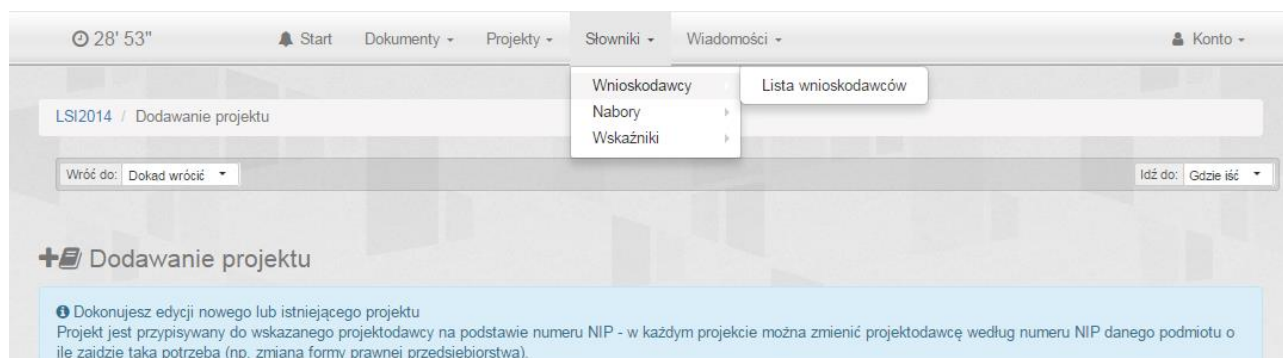 28' 53" Start Dokumenty Projekty Słowniki Wiadomości Konto
Wnioskodawcy Lista wnioskodawców
Nabory
Wskaźniki
LSI2014 / Dodawanie projektu
Wróć do: Dokad wrócić Idź do: Gdzie iść
Dodawanie projektu
Dokonujesz edycji nowego lub istniejącego projektu
Projekt jest przypisywany do wskazanego projektodawcy na podstawie numeru NIP - w każdym projekcie można zmienić projektodawcę według numeru NIP danego podmiotu o
ile zajdzie taka potrzeba (np. zmiana formy prawnej przedsiębiorstwa).